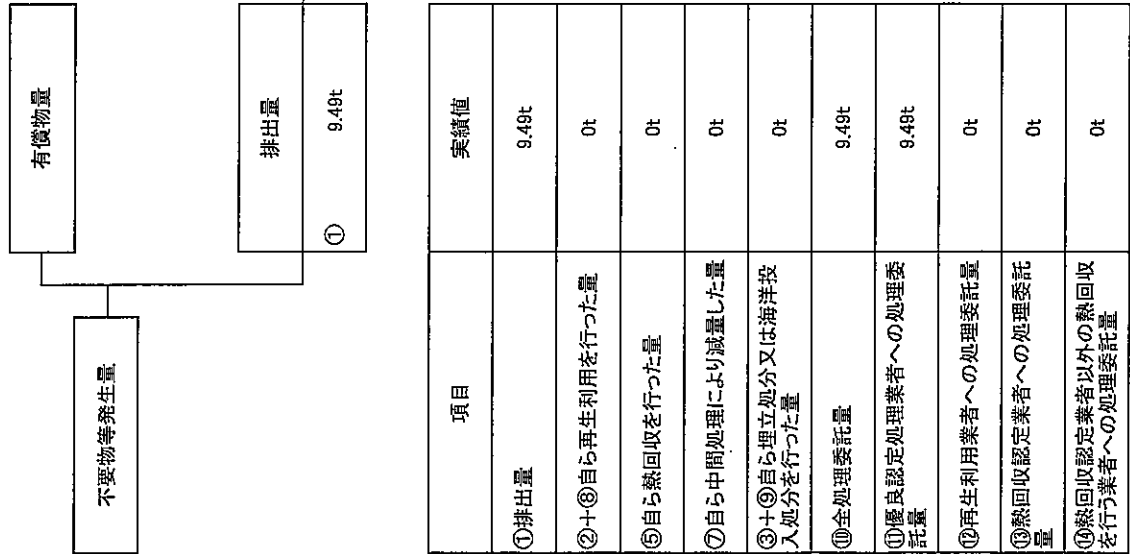 有償物量
不要物等発生量
排出量
① 9.49t
項目 実績値
①排出量 9.49t
②+⑧自ら再生利用を行った量 0t
⑤自ら熱回収を行った量 0t
⑦自ら中間処理により減量した量 0t
③+⑨自ら埋立処分又は海洋投
入処分を行った量 0t
⑩全処理委託量 9.49t
⑪優良認定処理業者への処理委
託量 9.49t
⑫再生利用業者への処理委託量 0t
⑬熱回収認定業者への処理委託
量 0t
⑭熱回収認定業者以外の熱回収
を行う業者への処理委託量 0t